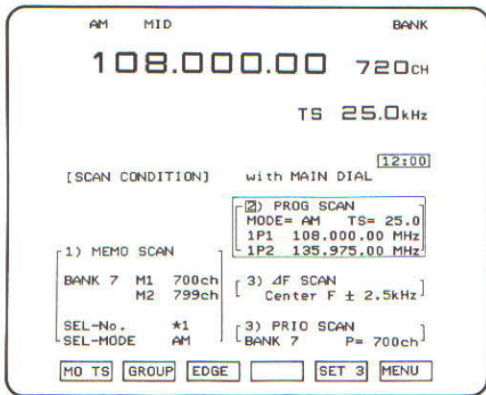 AM MID BANK
108.000.00 720CH
TS 25.0kHz
12:00
[SCAN CONDITION] with MAIN DIAL
2) PROG SCAN
MODE= AM TS= 25.0
1P1 108.000.00 MHz
1P2 135.975.00 MHz
1) MEMO SCAN
BANK 7 M1 700ch
M2 799ch
SEL-No. *1
SEL-MODE AM
3) ⊿F SCAN
Center F ± 2.5kHz
3) PRIO SCAN
BANK 7 P= 700ch
MO TS GROUP EDGE SET 3 MENU